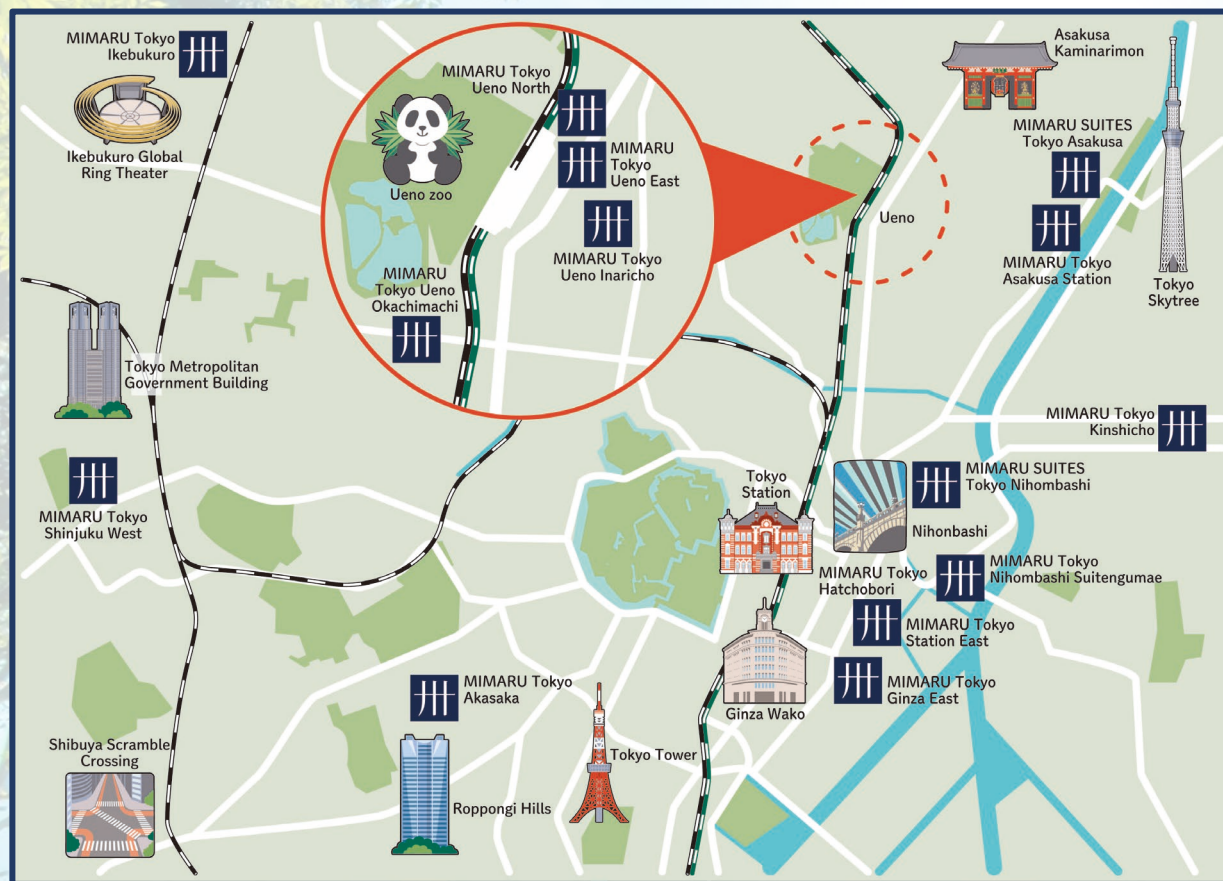 MIMARU Tokyo
Ikebukuro
Ikebukuro Global
Ring Theater
MIMARU Tokyo
Ueno North
Ueno zoo
MIMARU
Tokyo
Ueno East
MIMARU Tokyo
Ueno Inaricho
MIMARU
Tokyo Ueno
Okachimachi
Ueno
Asakusa
Kaminarimon
MIMARU SUITES
Tokyo Asakusa
MIMARU Tokyo
Asakusa Station
Tokyo
Skytree
Tokyo Metropolitan
Government Building
MIMARU Tokyo
Kinshicho
MIMARU Tokyo
Shinjuku West
Tokyo
Station
MIMARU SUITES
Tokyo Nihombashi
Nihonbashi
MIMARU Tokyo
Nihombashi Suitengumae
MIMARU Tokyo
Hatchobori
MIMARU Tokyo
Station East
MIMARU Tokyo
Ginza East
Ginza Wako
MIMARU Tokyo
Akasaka
Shibuya Scramble
Crossing
Roppongi Hills
Tokyo Tower